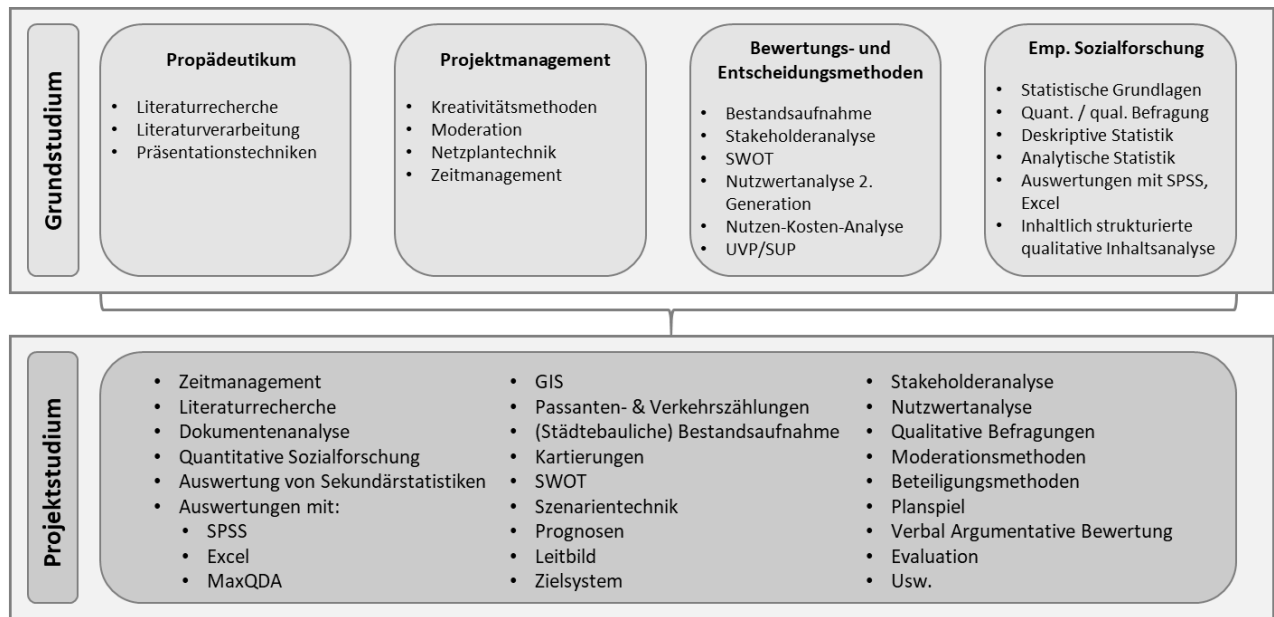 Grundstudium
Propädeutikum
• Literaturrecherche
• Literaturverarbeitung
• Präsentationstechniken
Projektmanagement
• Kreativitätsmethoden
• Moderation
• Netzplantechnik
• Zeitmanagement
Bewertungs- und
Entscheidungsmethoden
• Bestandsaufnahme
• Stakeholderanalyse
• SWOT
• Nutzwertanalyse 2.
Generation
• Nutzen-Kosten-Analyse
• UVP/SUP
Emp. Sozialforschung
• Statistische Grundlagen
• Quant. / qual. Befragung
• Deskriptive Statistik
• Analytische Statistik
• Auswertungen mit SPSS,
Excel
• Inhaltlich strukturierte
qualitative Inhaltsanalyse
Projektstudium
• Zeitmanagement
• Literaturrecherche
• Dokumentenanalyse
• Quantitative Sozialforschung
• Auswertung von Sekundärstatistiken
• Auswertungen mit:
• SPSS
• Excel
• MaxQDA
• GIS
• Passanten- & Verkehrszählungen
• (Städtebauliche) Bestandsaufnahme
• Kartierungen
• SWOT
• Szenarientechnik
• Prognosen
• Leitbild
• Zielsystem
• Stakeholderanalyse
• Nutzwertanalyse
• Qualitative Befragungen
• Moderationsmethoden
• Beteiligungsmethoden
• Planspiel
• Verbal Argumentative Bewertung
• Evaluation
• Usw.